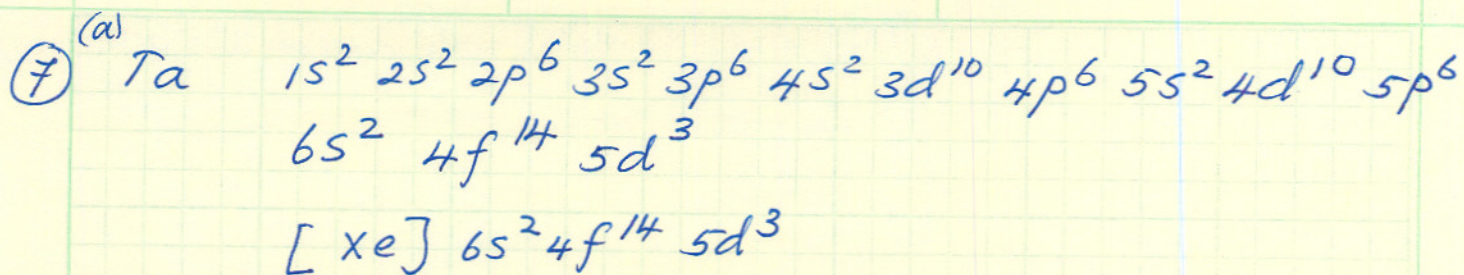 (a)
⑦ Ta 1s² 2s² 2p⁶ 3s² 3p⁶ 4s² 3d¹⁰ 4p⁶ 5s² 4d¹⁰ 5p⁶
6s² 4f¹⁴ 5d³
[Xe] 6s² 4f¹⁴ 5d³